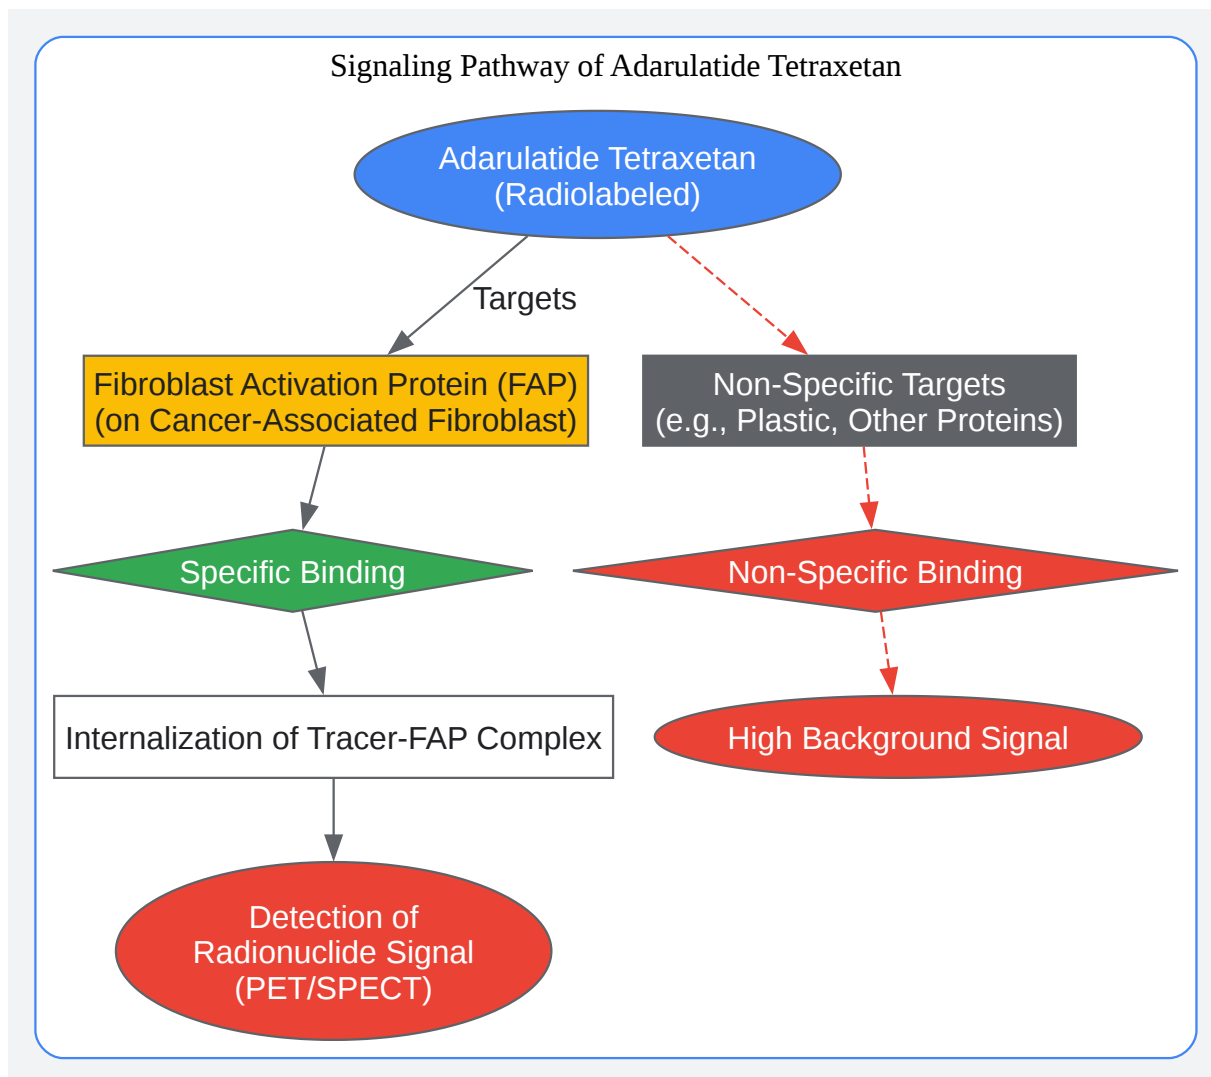 Signaling Pathway of Adarulatide Tetraxetan
Adarulatide Tetraxetan
(Radiolabeled)
Targets
Fibroblast Activation Protein (FAP)
(on Cancer-Associated Fibroblast)
Non-Specific Targets
(e.g., Plastic, Other Proteins)
Specific Binding
Non-Specific Binding
Internalization of Tracer-FAP Complex
High Background Signal
Detection of
Radionuclide Signal
(PET/SPECT)